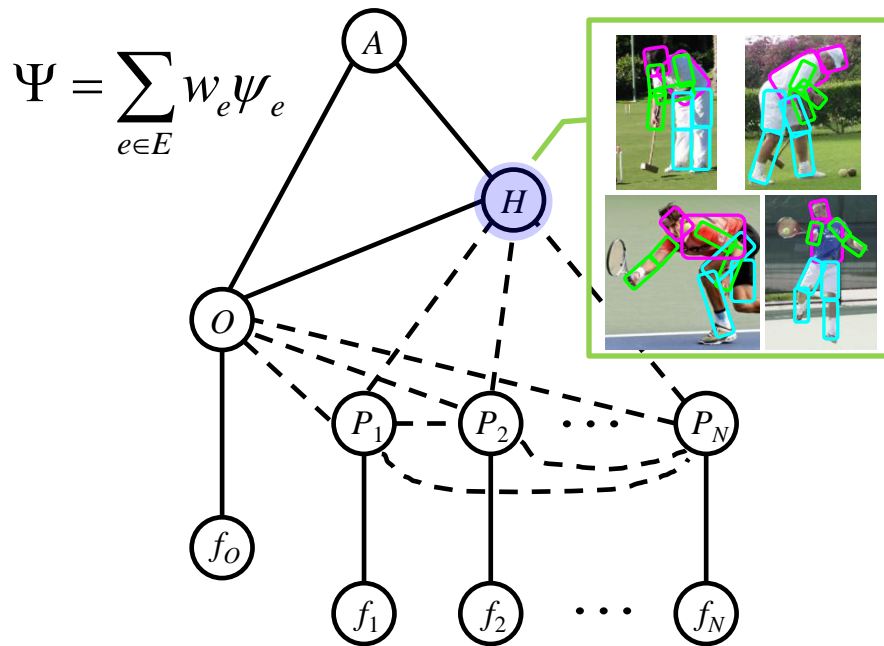 A
Ψ = ∑ w_e ψ_e
e∈E
H
O
P_1 P_2 ... P_N
f_O
f_1 f_2 ... f_N